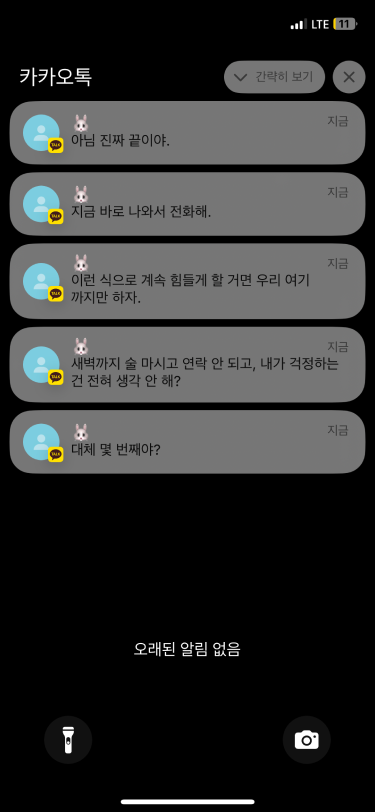 LTE 11
카카오톡
간략히 보기
지금
아님 진짜 끝이야.
지금
지금 바로 나와서 전화해.
지금
이런 식으로 계속 힘들게 할 거면 우리 여기
까지만 하자.
지금
새벽까지 술 마시고 연락 안 되고, 내가 걱정하는
건 전혀 생각 안 해?
지금
대체 몇 번째야?
오래된 알림 없음